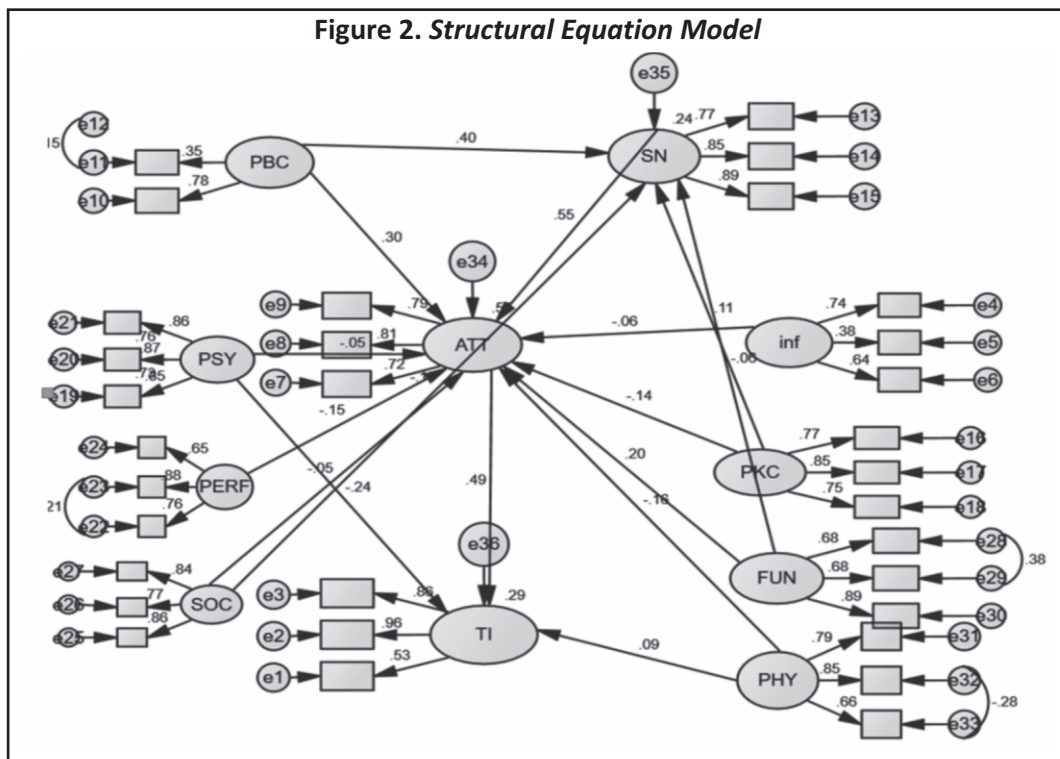 Figure 2. Structural Equation Model
e35
e12
.24 .77 e13
15
.40
SN
.85 e14
e11 .35
PBC
.89 e15
e10 .78
.55
.30
e34
e9 .79
.74 e4
e21 .86
.11
-.06
.76
e8 -.05 .81
ATT
inf
.38 e5
e20 .87
PSY
e7 .72
-.06
.64 e6
e19 .85
-.15
-.14
e24 .65
.77 e16
-.05
.20
PKC
.85 e17
e23 .88
PERF
-.24
.49
-.16
.75 e18
21
e22 .76
e36
.68 e28
e27 .84
FUN
.68 e29 .38
e26 .77
SOC
e3
.29
.89 e30
e25 .86
e2 .96
TI
.79 e31
.09
e1 .53
PHY
.85 e32
.66 e33 -.28